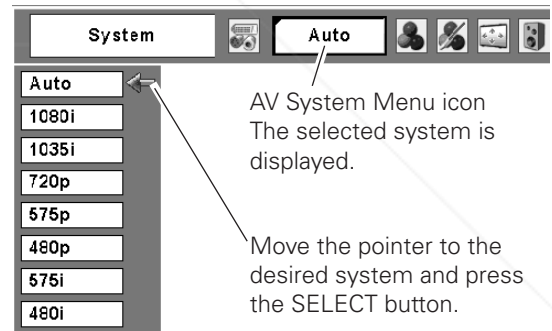 System
Auto
Auto
1080i
1035i
720p
575p
480p
575i
480i
AV System Menu icon
The selected system is
displayed.
Move the pointer to the
desired system and press
the SELECT button.